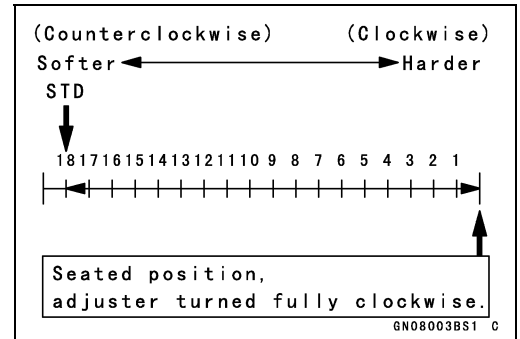 (Counterclockwise) (Clockwise)
Softer Harder
STD
18 17 16 15 14 13 12 11 10 9 8 7 6 5 4 3 2 1
Seated position,
adjuster turned fully clockwise.
GN08003BS1 C